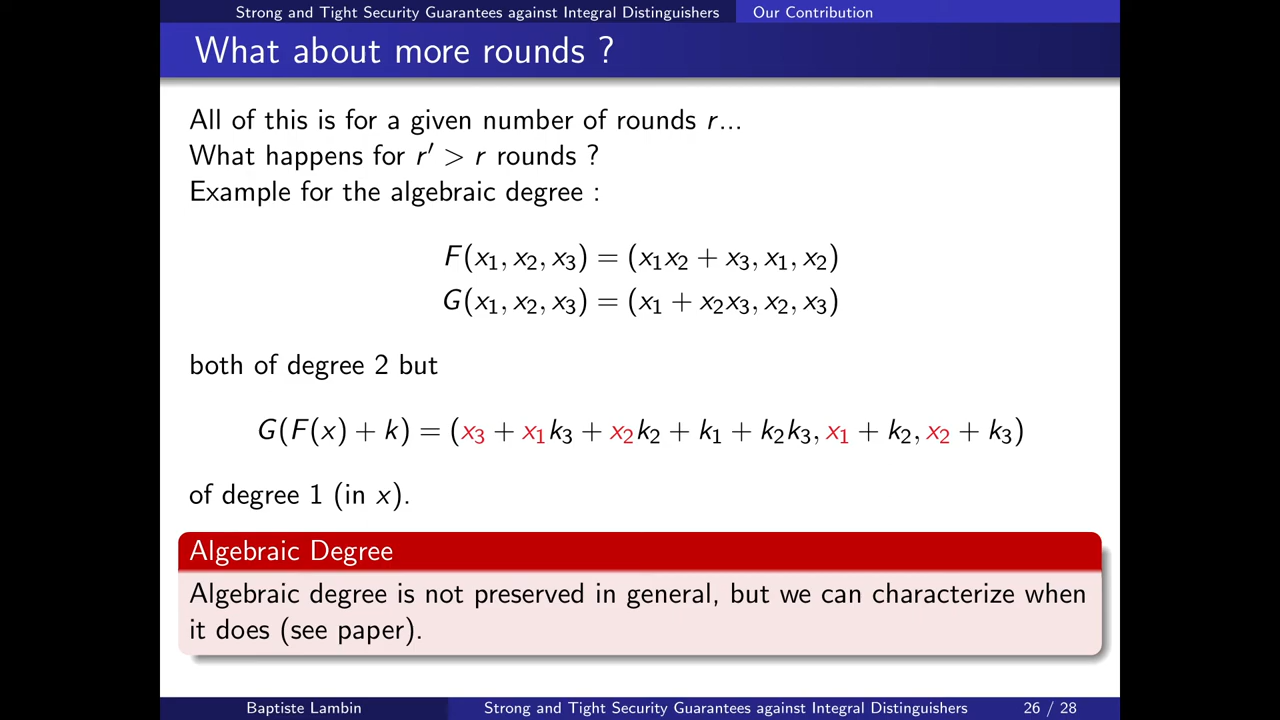 Strong and Tight Security Guarantees against Integral Distinguishers Our Contribution
What about more rounds ?
All of this is for a given number of rounds r...
What happens for r′ > r rounds ?
Example for the algebraic degree :
F(x₁, x₂, x₃) = (x₁x₂ + x₃, x₁, x₂)
G(x₁, x₂, x₃) = (x₁ + x₂x₃, x₂, x₃)
both of degree 2 but
G(F(x) + k) = (x₃ + x₁k₃ + x₂k₂ + k₁ + k₂k₃, x₁ + k₂, x₂ + k₃)
of degree 1 (in x).
Algebraic Degree
Algebraic degree is not preserved in general, but we can characterize when
it does (see paper).
Baptiste Lambin Strong and Tight Security Guarantees against Integral Distinguishers 26 / 28